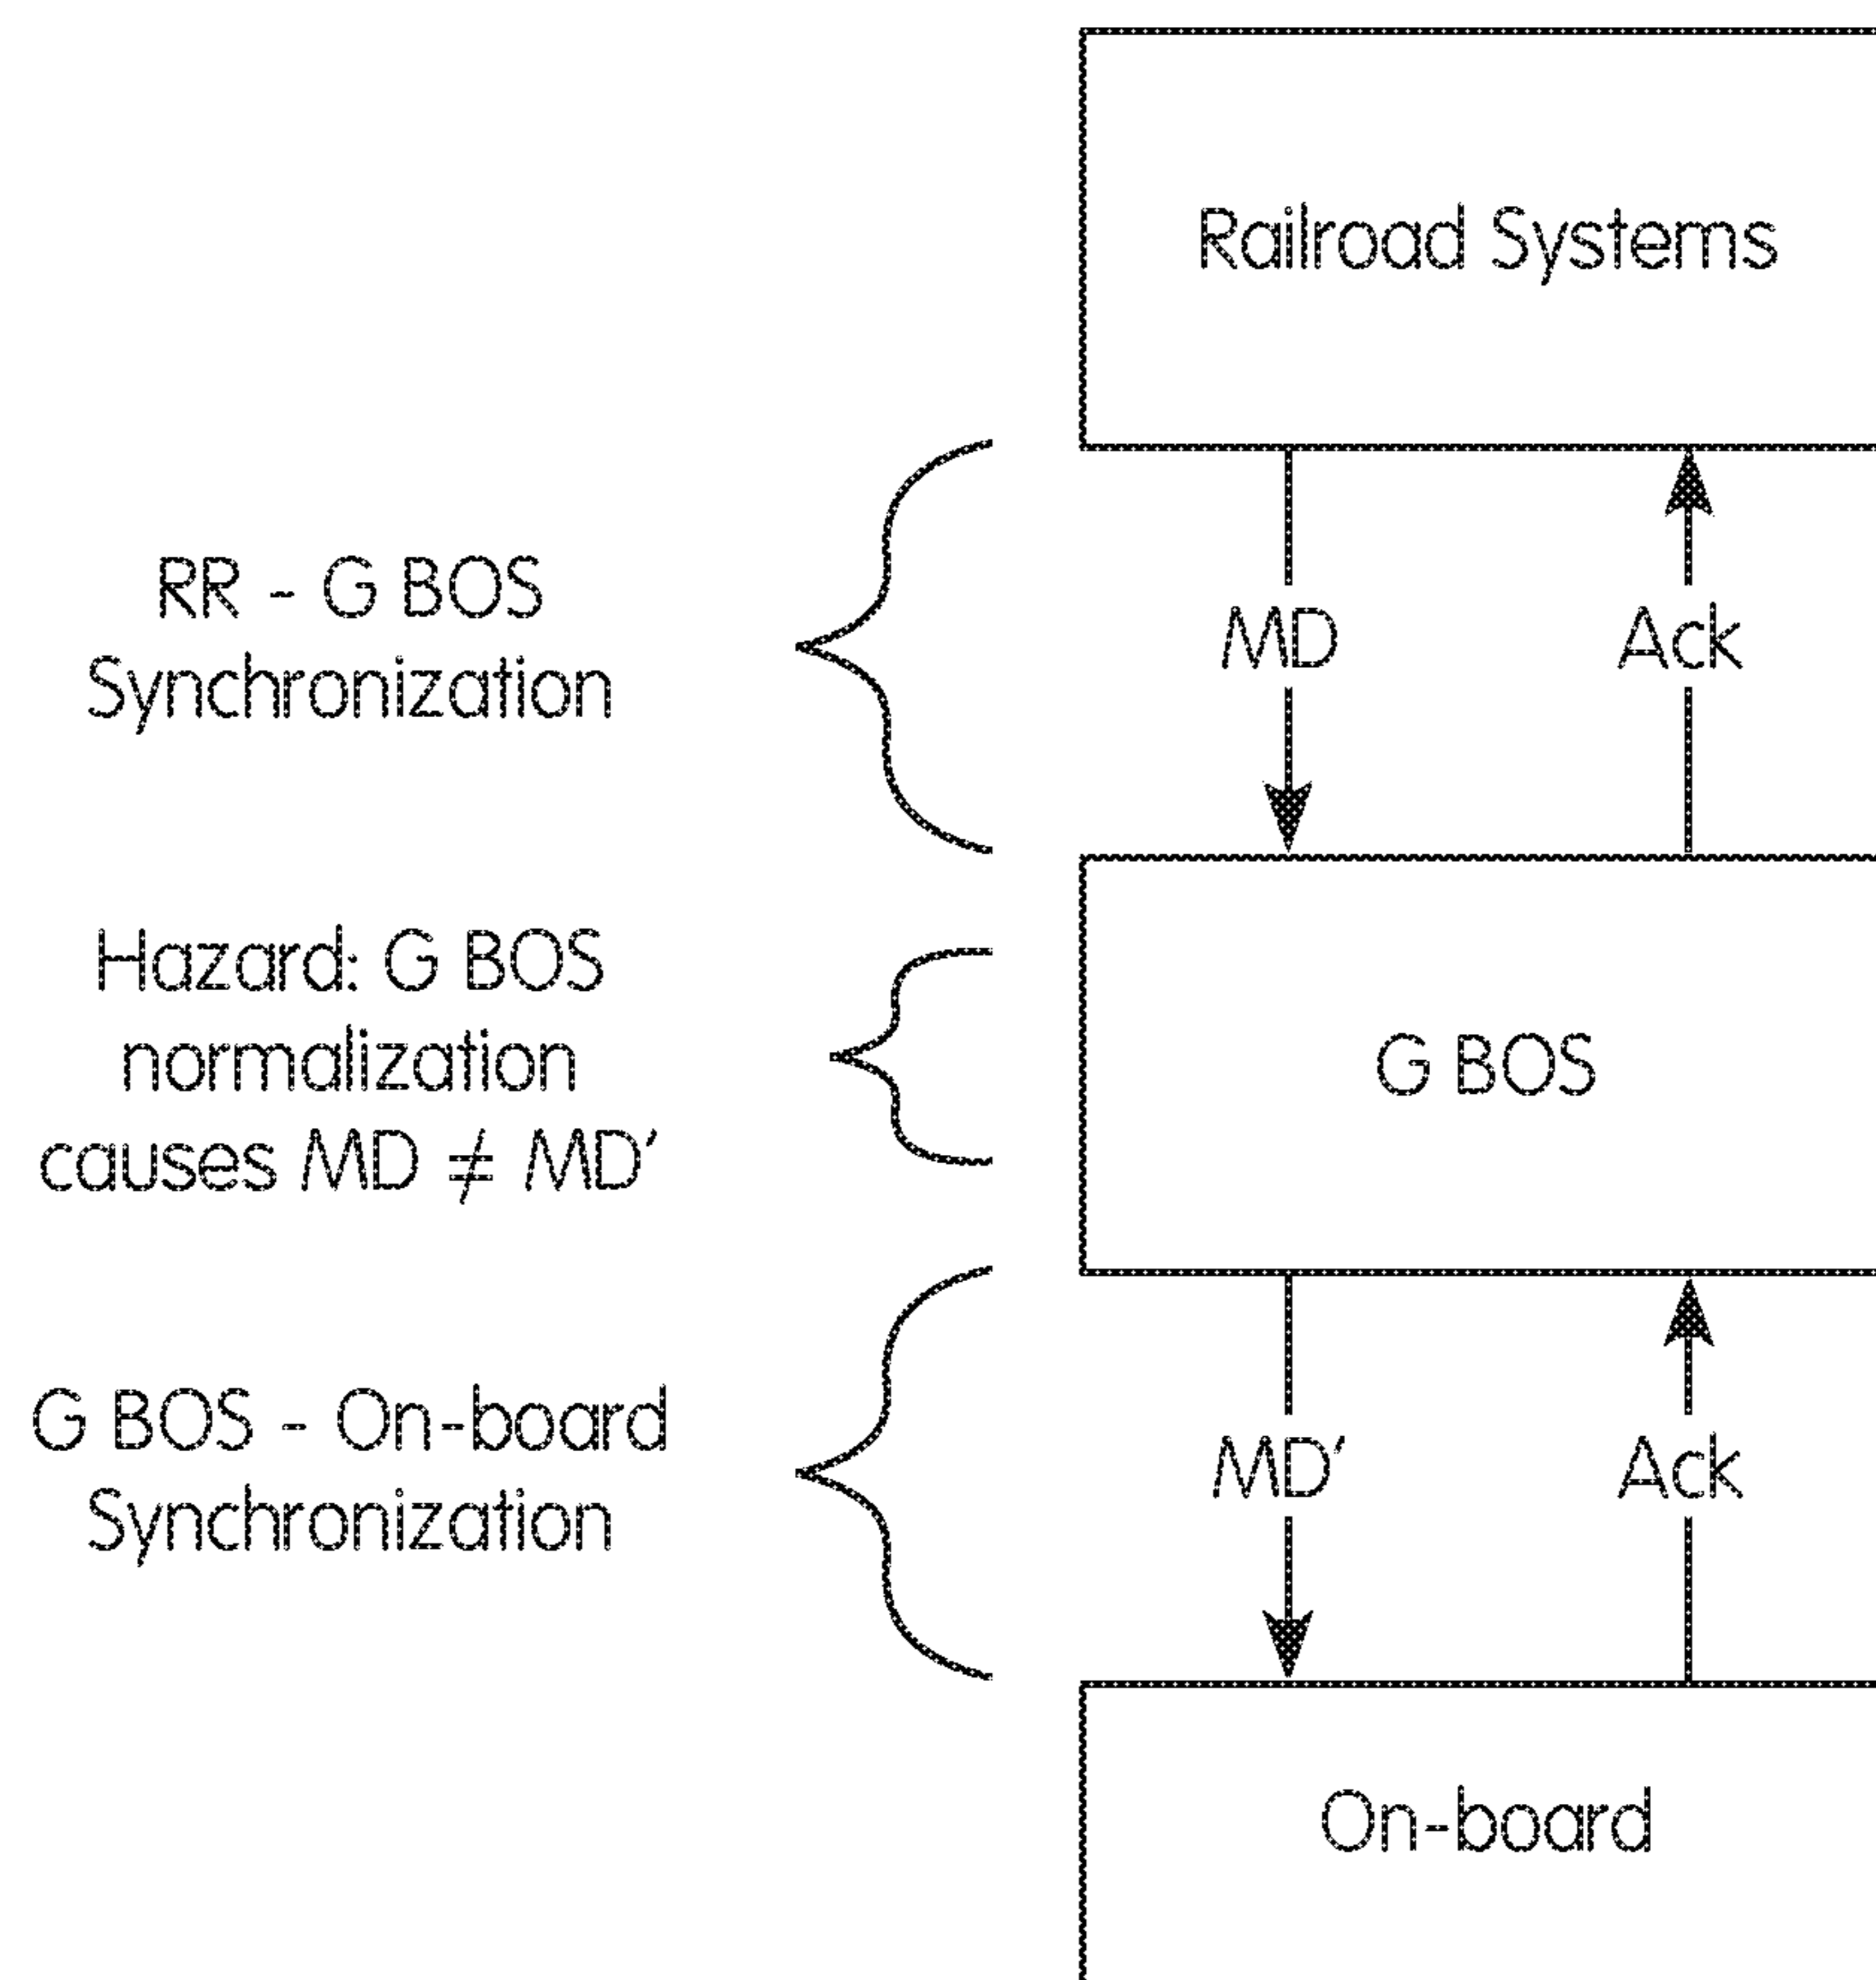 Railroad Systems
RR - G BOS
Synchronization
MD
Ack
Hazard: G BOS
normalization
causes MD ≠ MD'
G BOS
G BOS - On-board
Synchronization
MD'
Ack
On-board